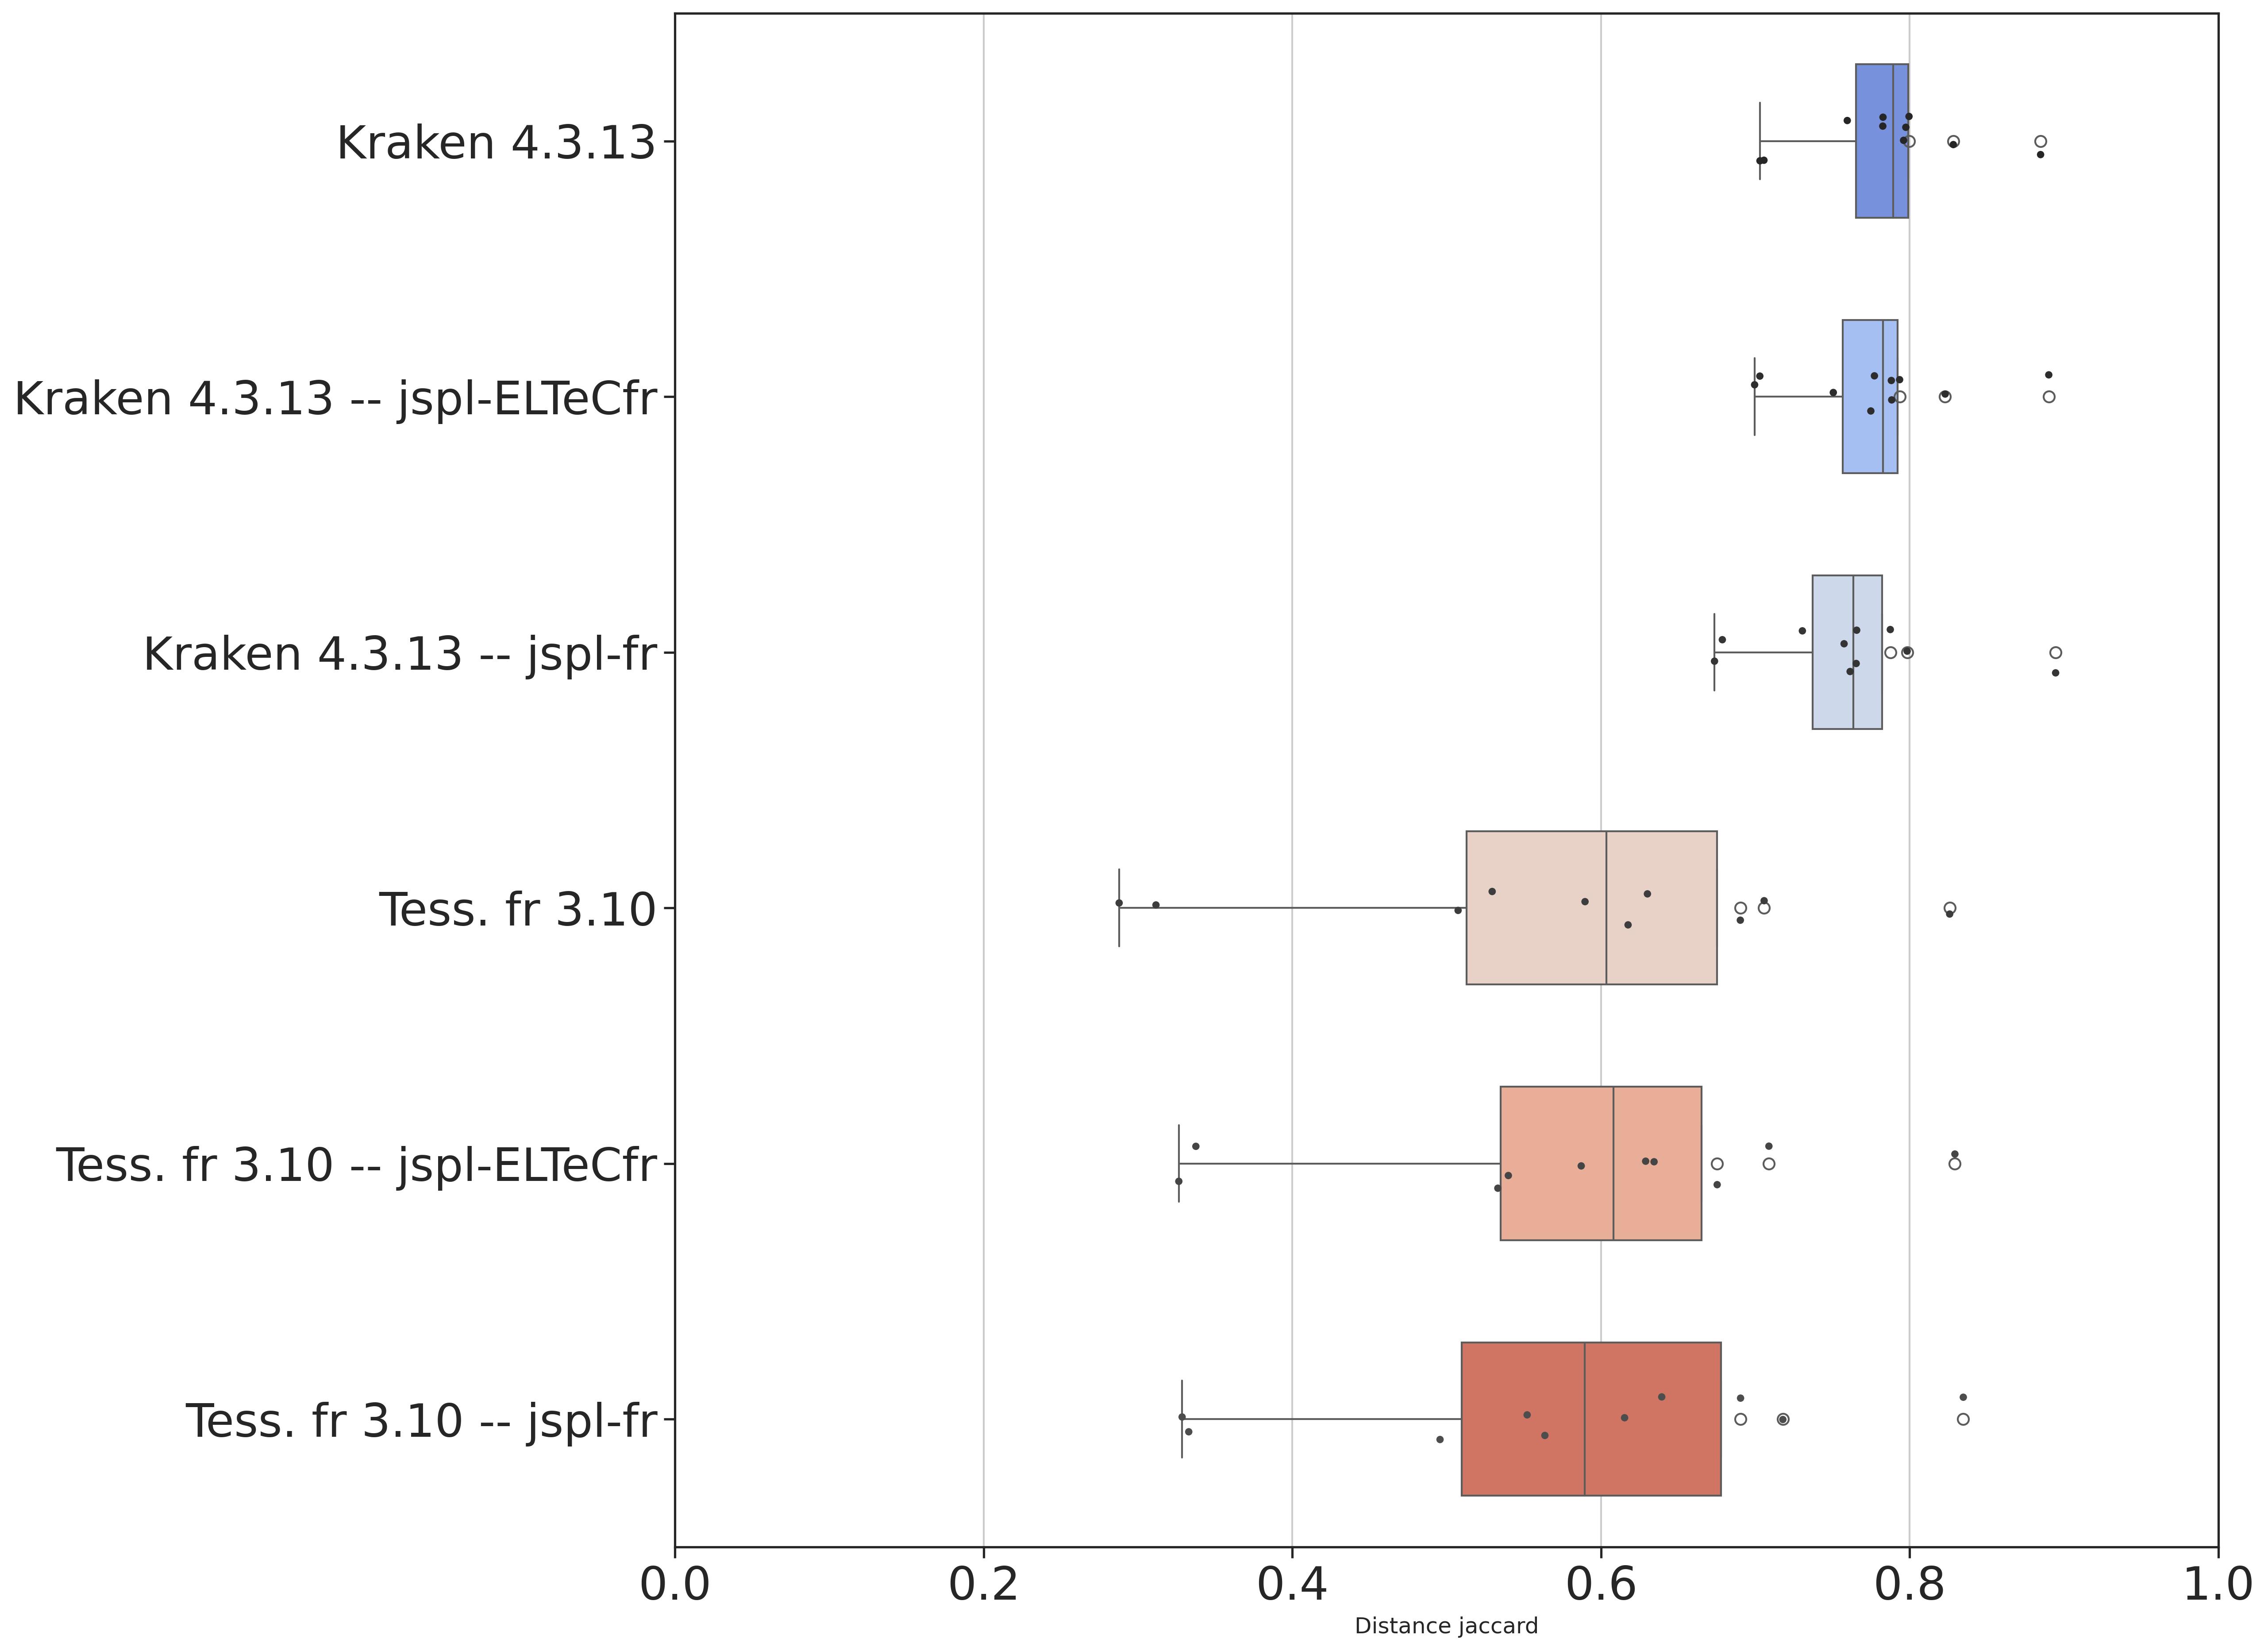 Kraken 4.3.13
Kraken 4.3.13 -- jspl-ELTeCfr
Kraken 4.3.13 -- jspl-fr
Tess. fr 3.10
Tess. fr 3.10 -- jspl-ELTeCfr
Tess. fr 3.10 -- jspl-fr
0.0 0.2 0.4 0.6 0.8 1.0
Distance jaccard